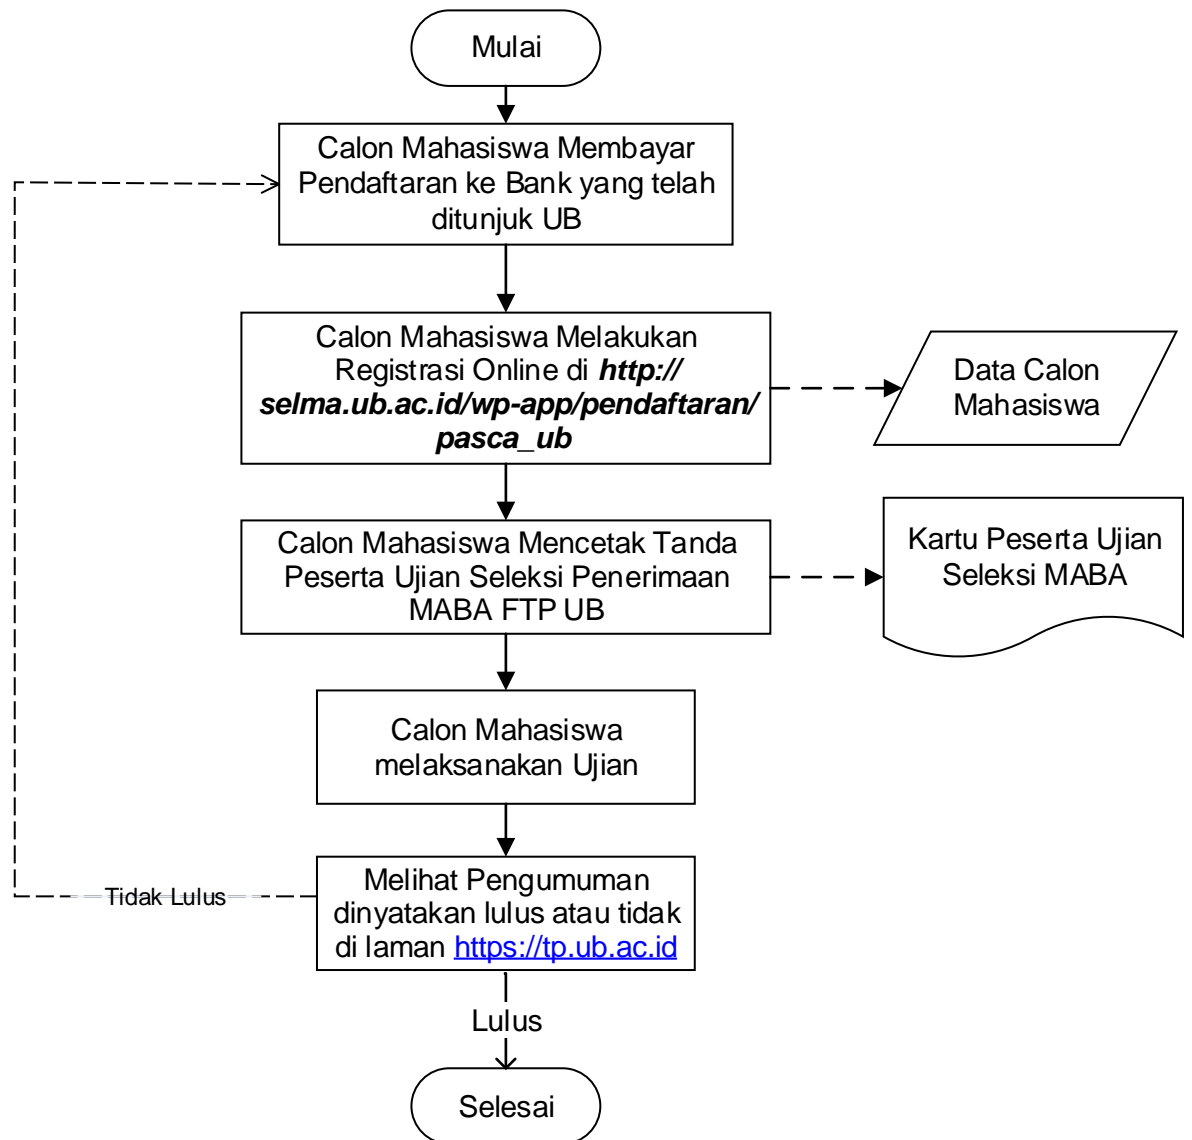 Mulai
Calon Mahasiswa Membayar
Pendaftaran ke Bank yang telah
ditunjuk UB
Calon Mahasiswa Melakukan
Registrasi Online di http://
selma.ub.ac.id/wp-app/pendaftaran/
pasca_ub
Data Calon
Mahasiswa
Calon Mahasiswa Mencetak Tanda
Peserta Ujian Seleksi Penerimaan
MABA FTP UB
Kartu Peserta Ujian
Seleksi MABA
Calon Mahasiswa
melaksanakan Ujian
Melihat Pengumuman
dinyatakan lulus atau tidak
di laman https://tp.ub.ac.id
Tidak Lulus
Lulus
Selesai